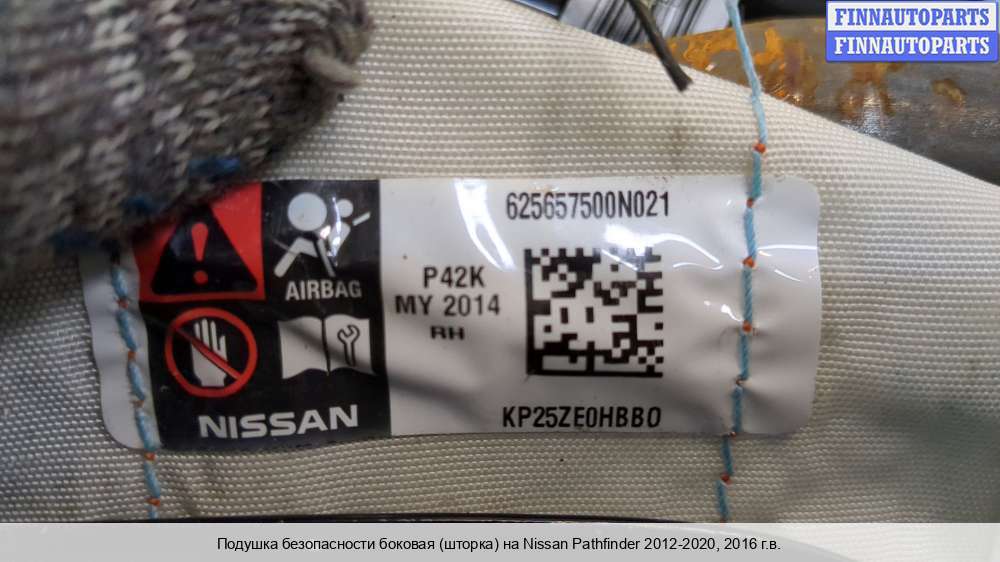 FINNAUTOPARTS
FINNAUTOPARTS
625657500N021
AIRBAG
P42K
MY 2014
RH
NISSAN
KP25ZE0HBB0
Подушка безопасности боковая (шторка) на Nissan Pathfinder 2012-2020, 2016 г.в.